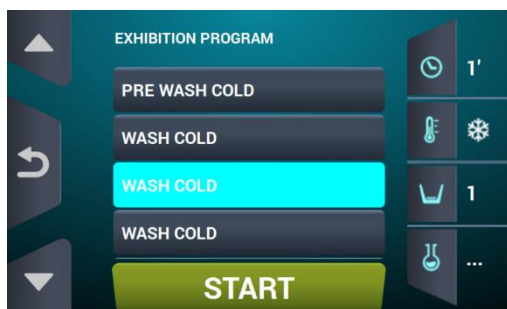 EXHIBITION PROGRAM
PRE WASH COLD
WASH COLD
WASH COLD
WASH COLD
START
1'
1
...